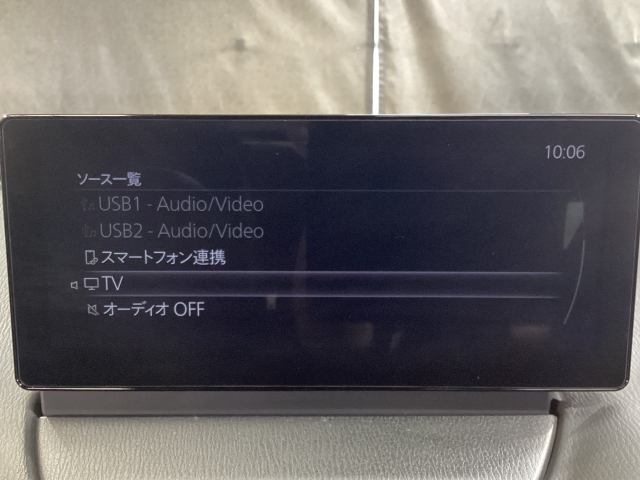 10:06
ソース一覧
USB1 - Audio/Video
USB2 - Audio/Video
スマートフォン連携
TV
オーディオ OFF